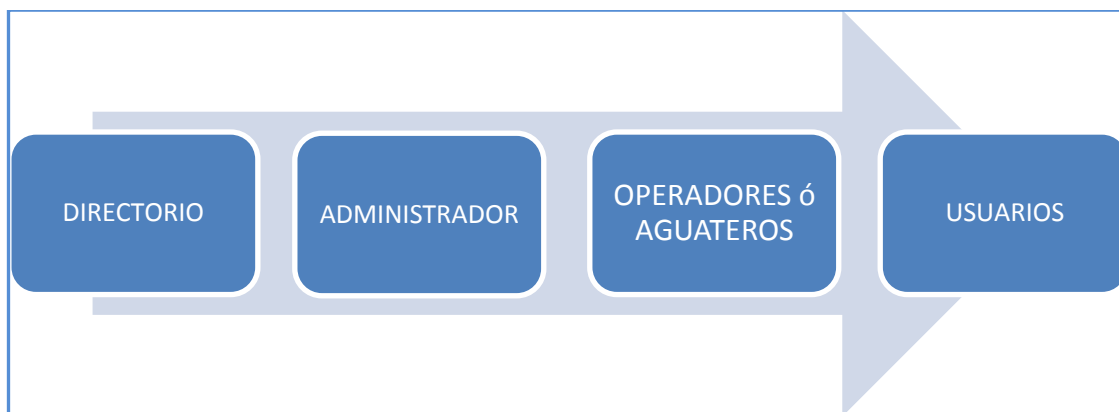 DIRECTORIO
ADMINISTRADOR
OPERADORES ó
AGUATEROS
USUARIOS